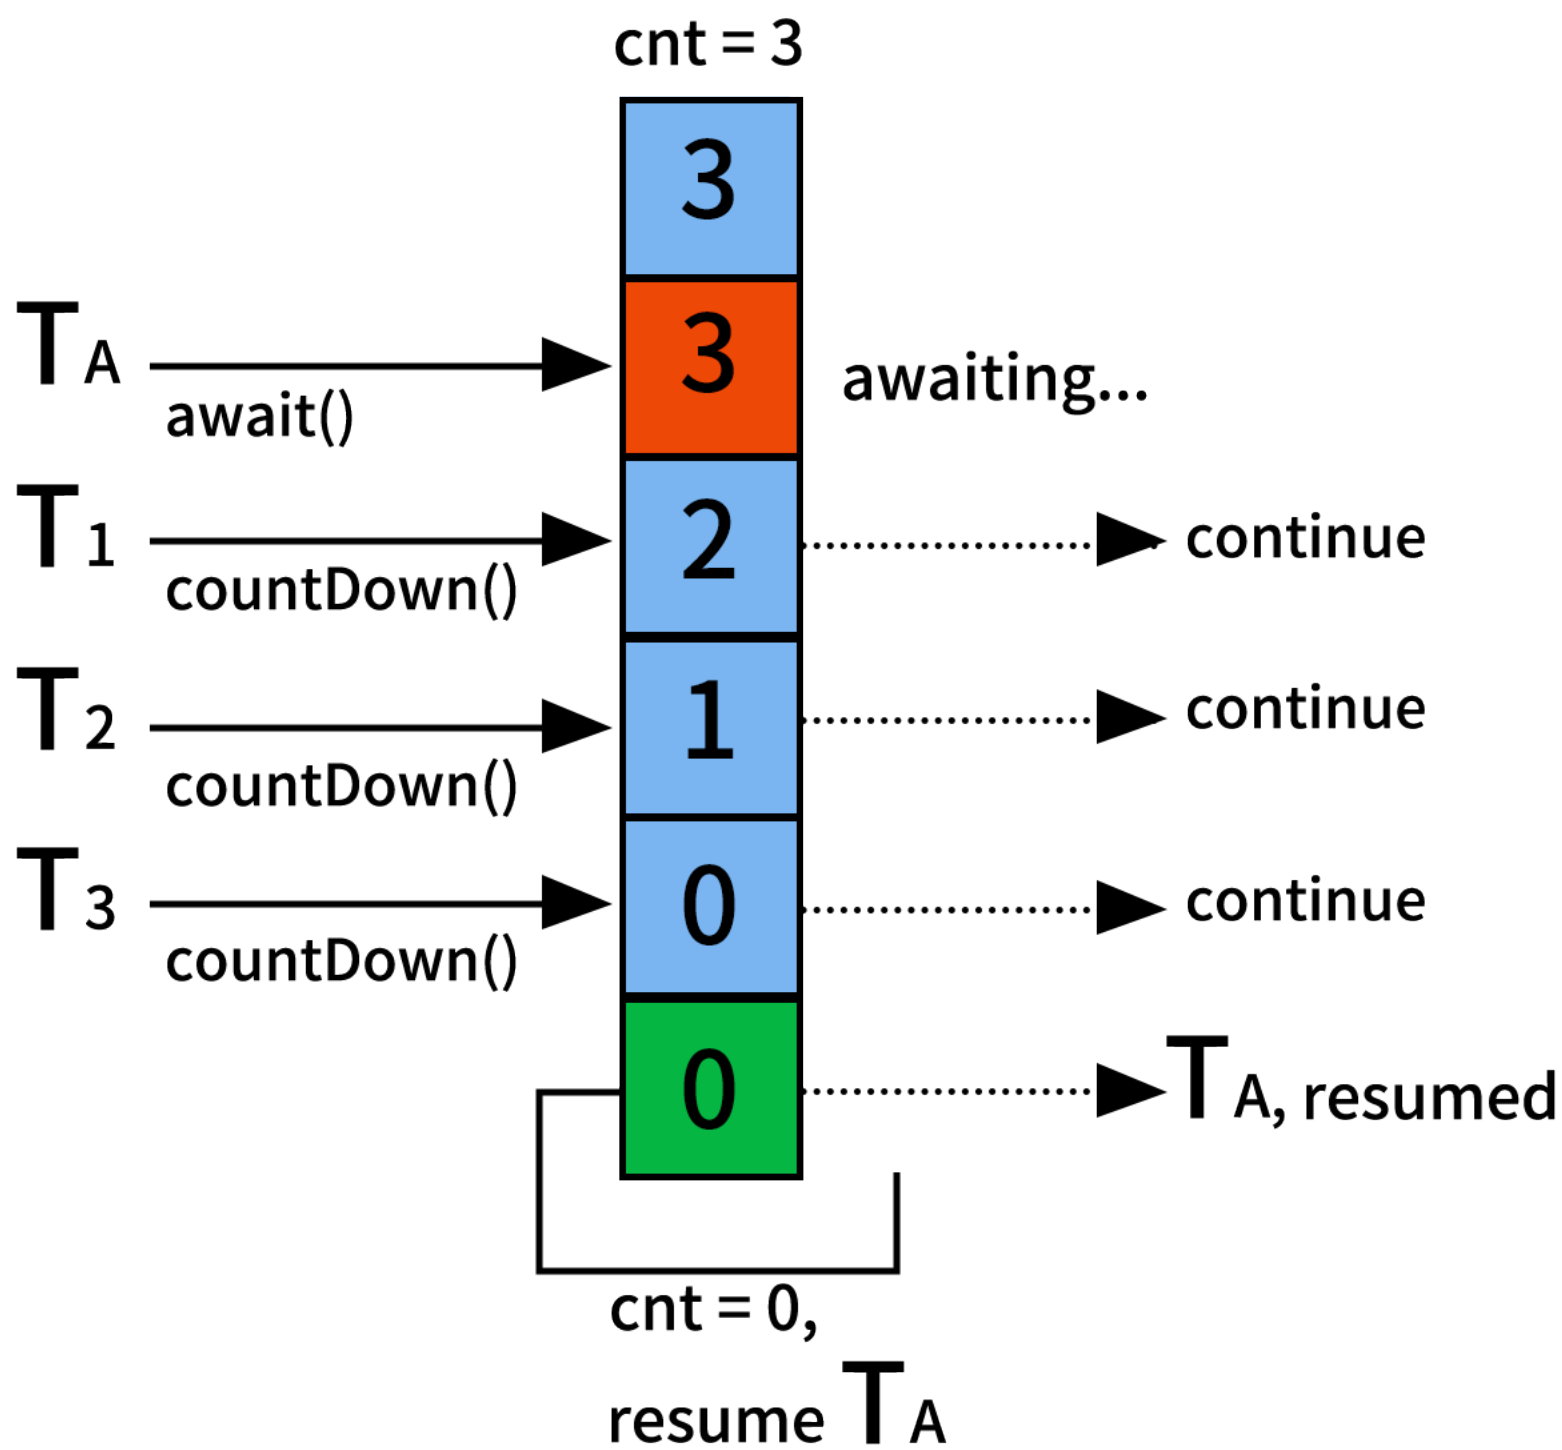 cnt = 3
3
TA
await()
3
awaiting...
T1
countDown()
2
continue
T2
countDown()
1
continue
T3
countDown()
0
continue
0
TA, resumed
cnt = 0,
resume TA